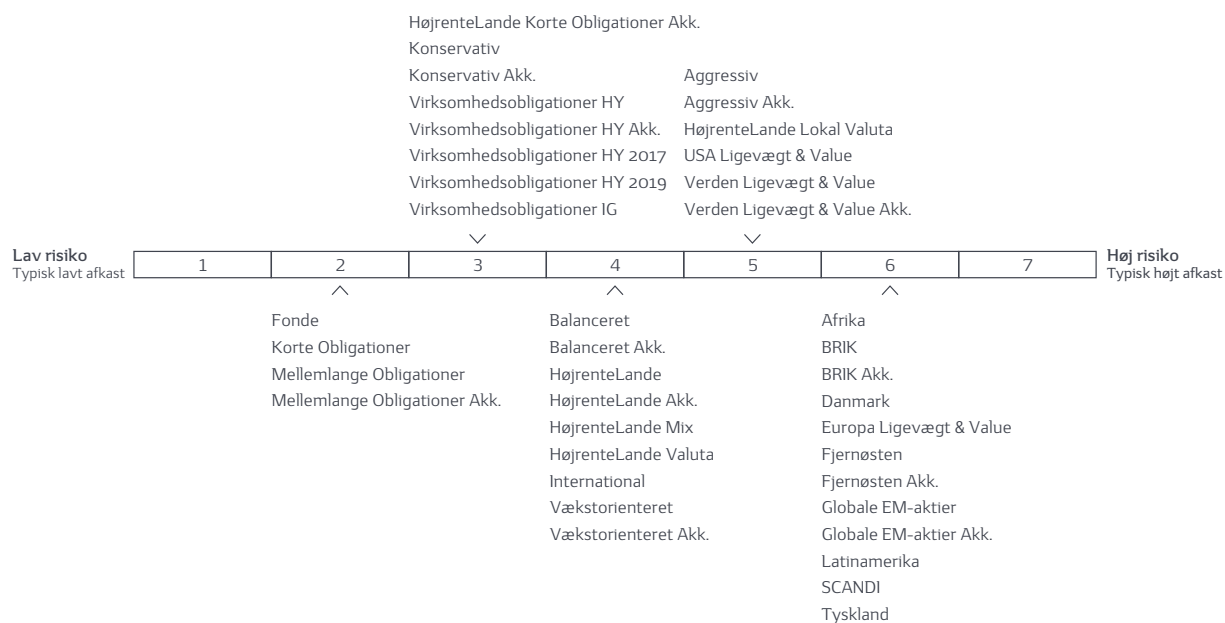 HøjrenteLande Korte Obligationer Akk.
Konservativ
Konservativ Akk.
Virksomhedsobligationer HY
Virksomhedsobligationer HY Akk.
Virksomhedsobligationer HY 2017
Virksomhedsobligationer HY 2019
Virksomhedsobligationer IG
Aggressiv
Aggressiv Akk.
HøjrenteLande Lokal Valuta
USA Ligevægt & Value
Verden Ligevægt & Value
Verden Ligevægt & Value Akk.
Lav risiko
Typisk lavt afkast
1 2 3 4 5 6 7
Høj risiko
Typisk højt afkast
Fonde
Korte Obligationer
Mellemlange Obligationer
Mellemlange Obligationer Akk.
Balanceret
Balanceret Akk.
HøjrenteLande
HøjrenteLande Akk.
HøjrenteLande Mix
HøjrenteLande Valuta
International
Vækstorienteret
Vækstorienteret Akk.
Afrika
BRIK
BRIK Akk.
Danmark
Europa Ligevægt & Value
Fjernøsten
Fjernøsten Akk.
Globale EM-aktier
Globale EM-aktier Akk.
Latinamerika
SCANDI
Tyskland